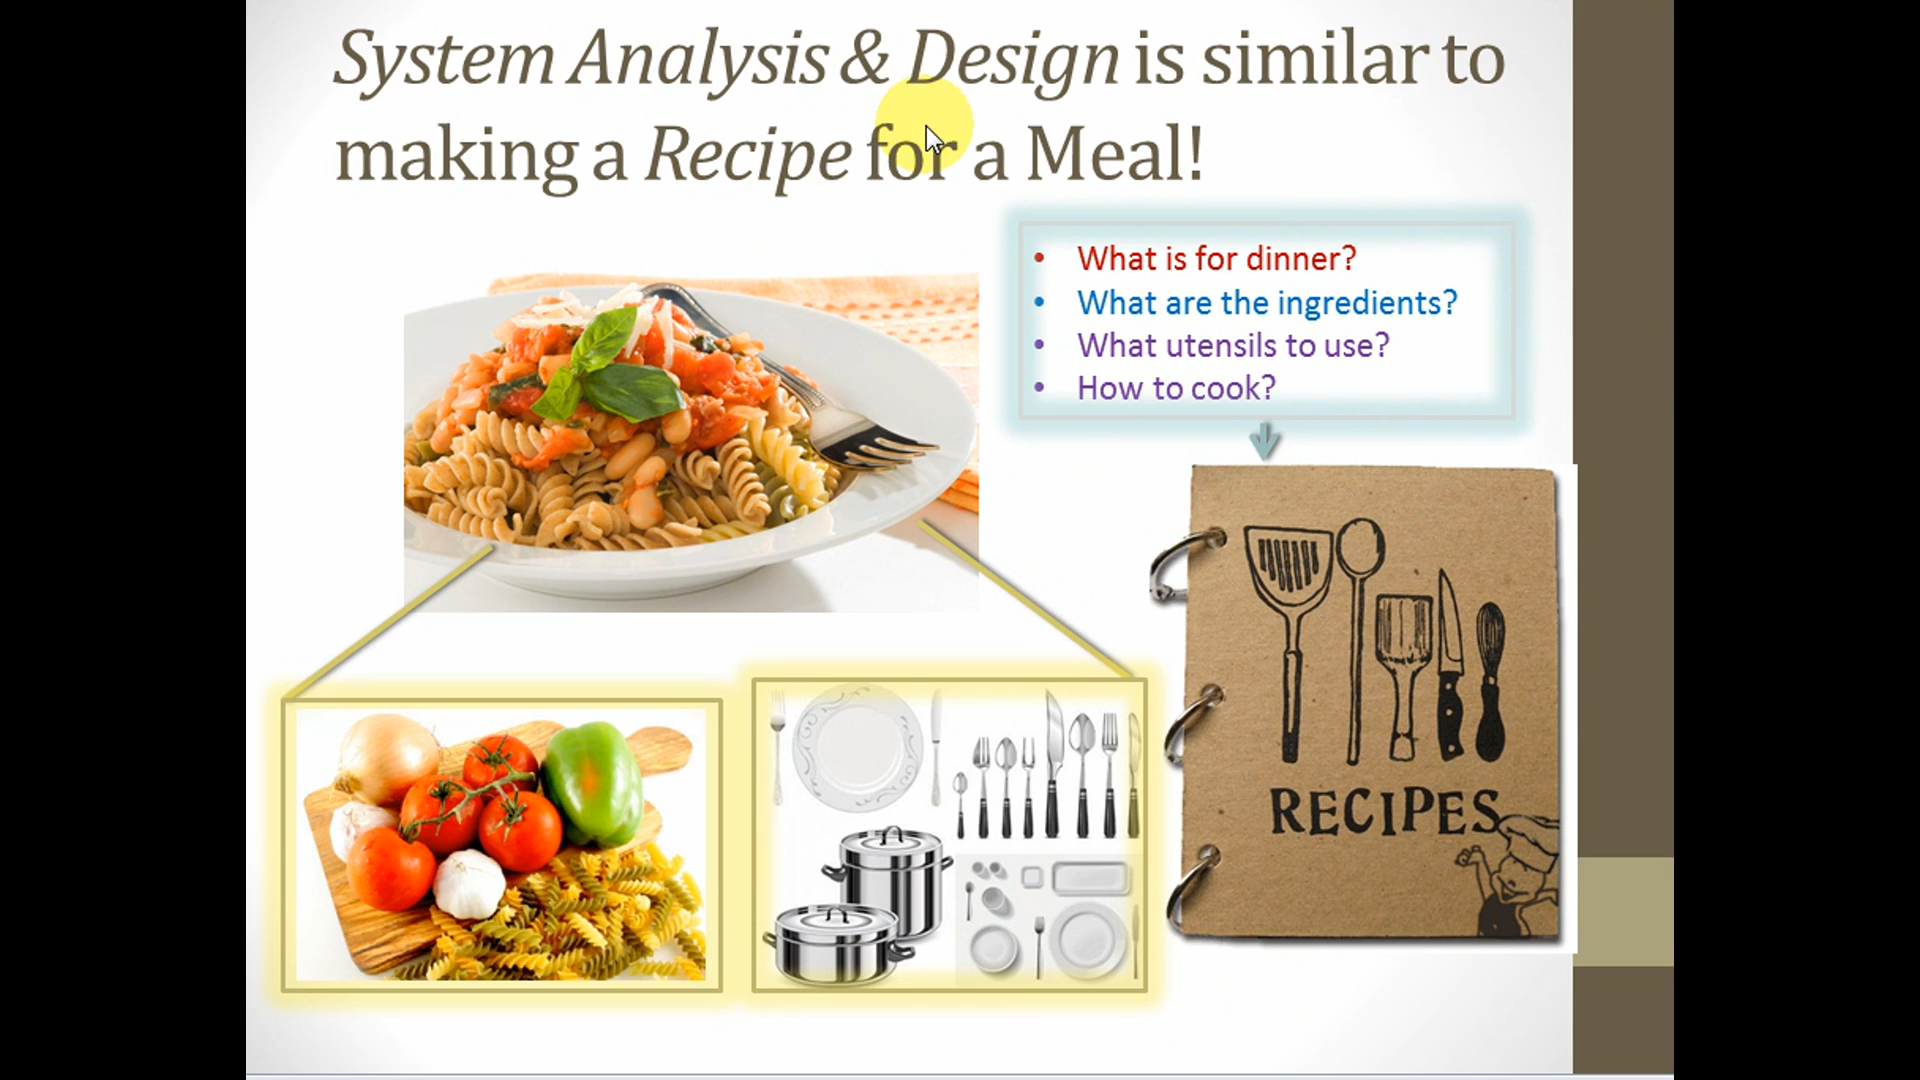 System Analysis & Design is similar to
making a Recipe for a Meal!
• What is for dinner?
• What are the ingredients?
• What utensils to use?
• How to cook?
RECIPES